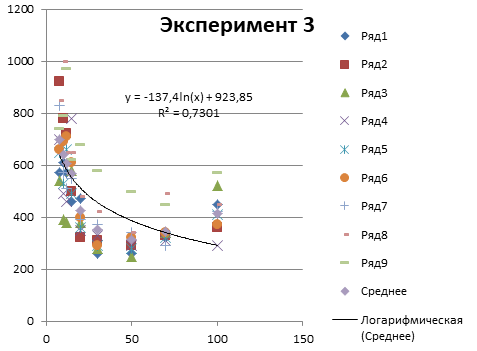 Эксперимент 3
1200
1000
800
600
400
200
0
0 50 100 150
y = -137,4ln(x) + 923,85
R² = 0,7301
Ряд1
Ряд2
Ряд3
Ряд4
Ряд5
Ряд6
Ряд7
Ряд8
Ряд9
Среднее
Логарифмическая
(Среднее)